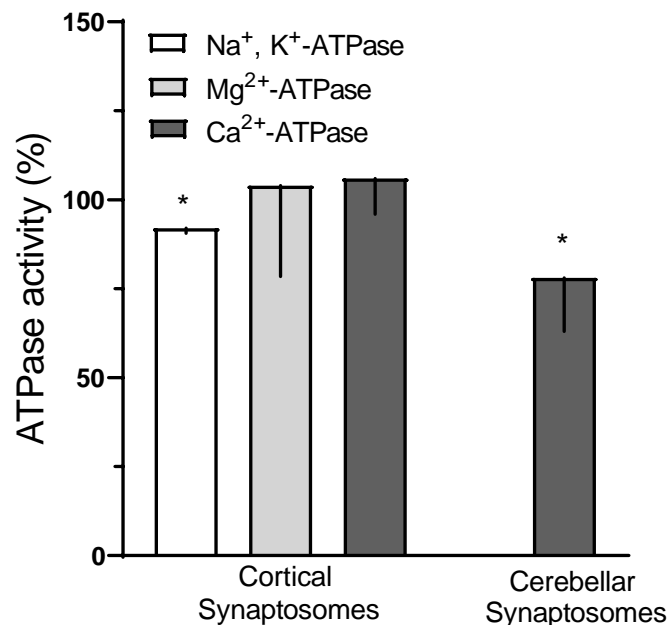 150
Na⁺, K⁺-ATPase
Mg²⁺-ATPase
Ca²⁺-ATPase
ATPase activity (%)
100
*
*
50
0
Cortical
Synaptosomes
Cerebellar
Synaptosomes